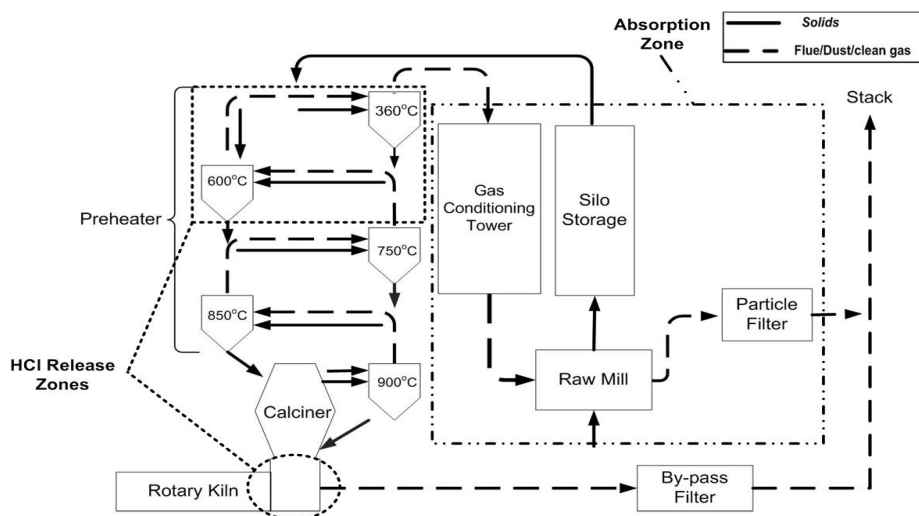 Absorption
Zone
Solids
Flue/Dust/clean gas
Stack
360°C
600°C
Preheater
750°C
850°C
Gas
Conditioning
Tower
Silo
Storage
Particle
Filter
Raw Mill
HCl Release
Zones
900°C
Calciner
Rotary Kiln
By-pass
Filter